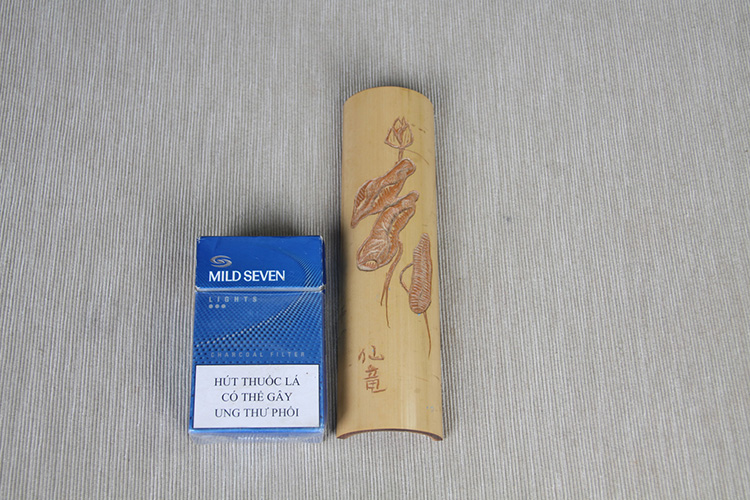 MILD SEVEN
LIGHTS
CHARCOAL FILTER
HÚT THUỐC LÁ
CÓ THỂ GÂY
UNG THƯ PHỔI
仙
竜